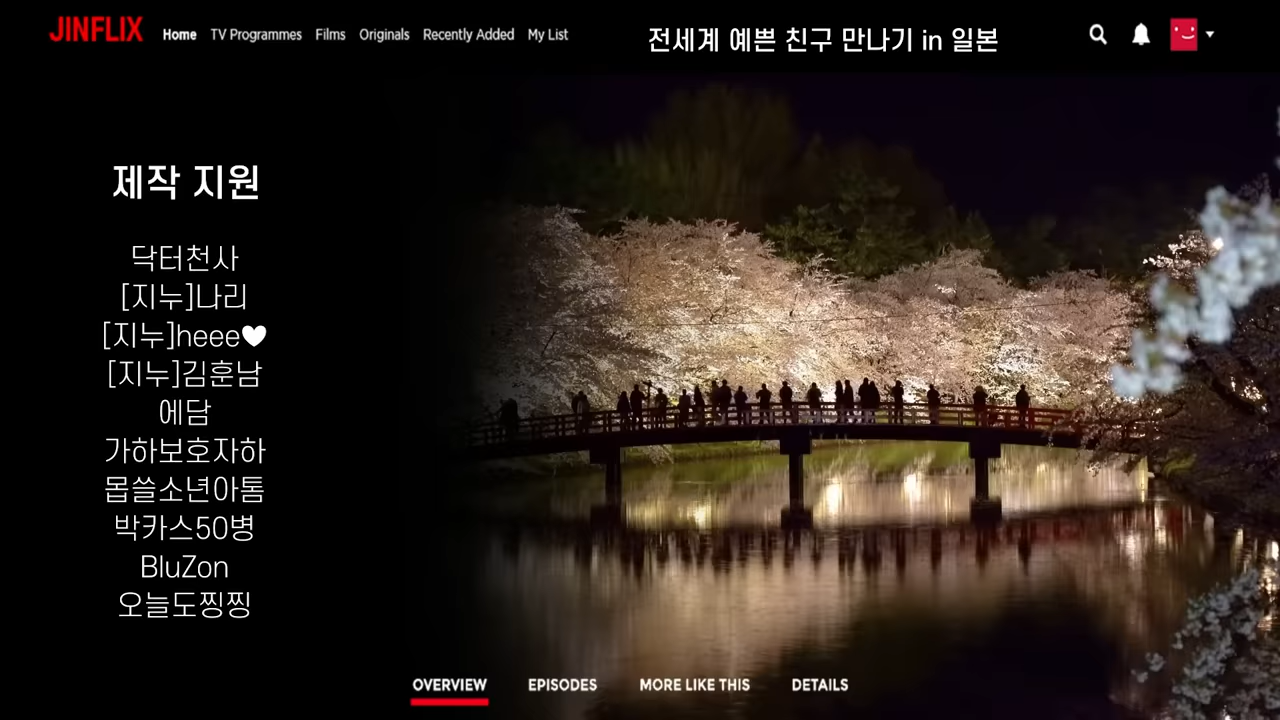 JINFLIX Home TV Programmes Films Originals Recently Added My List
전세계 예쁜 친구 만나기 in 일본
제작 지원
닥터천사
[지누]나리
[지누]heee♥
[지누]김훈남
에담
가하보호자하
몹쓸소년아톰
박카스50병
BluZon
오늘도찡찡
OVERVIEW EPISODES MORE LIKE THIS DETAILS